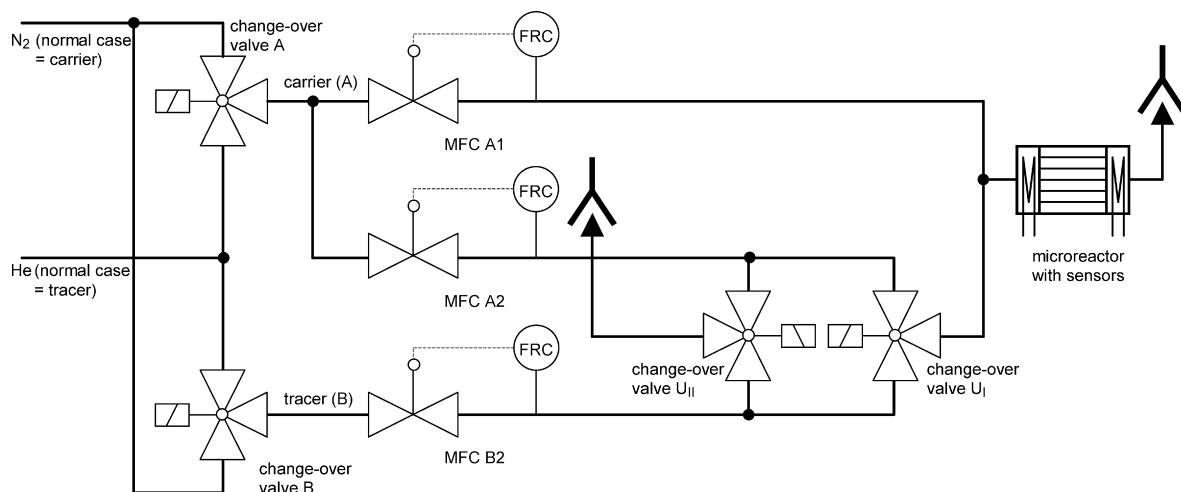 N2 (normal case
= carrier)
change-over
valve A
carrier (A)
FRC
MFC A1
FRC
MFC A2
He (normal case
= tracer)
microreactor
with sensors
FRC
change-over
valve UII
change-over
valve UI
tracer (B)
MFC B2
change-over
valve B